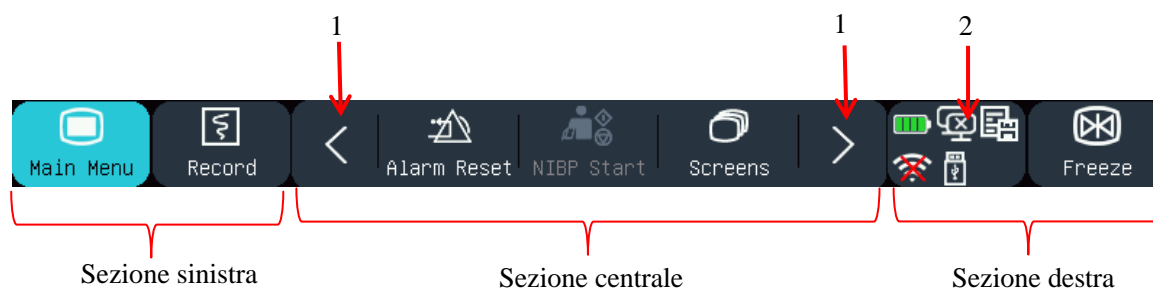 1 1 2
Main Menu Record Alarm Reset NIBP Start Screens Freeze
Sezione sinistra Sezione centrale Sezione destra